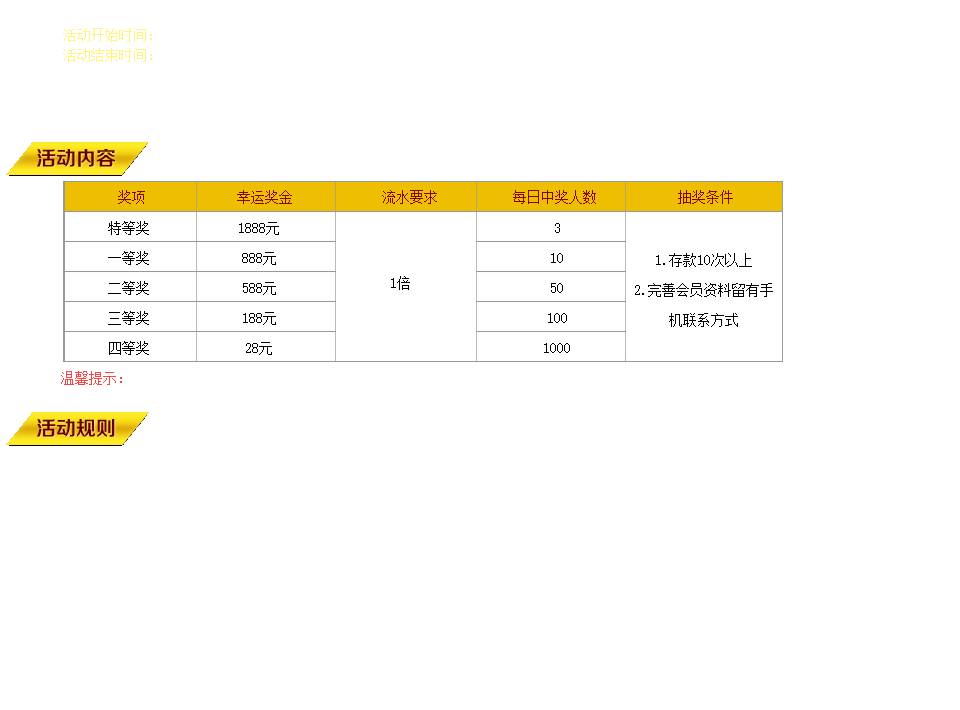 活动开始时间：
活动结束时间：
活动内容
奖项 幸运奖金 流水要求 每日中奖人数 抽奖条件
特等奖 1888元 3
一等奖 888元 10
二等奖 588元 50
三等奖 188元 100
四等奖 28元 1000
1倍
1.存款10次以上
2.完善会员资料留有手
机联系方式
温馨提示：
活动规则